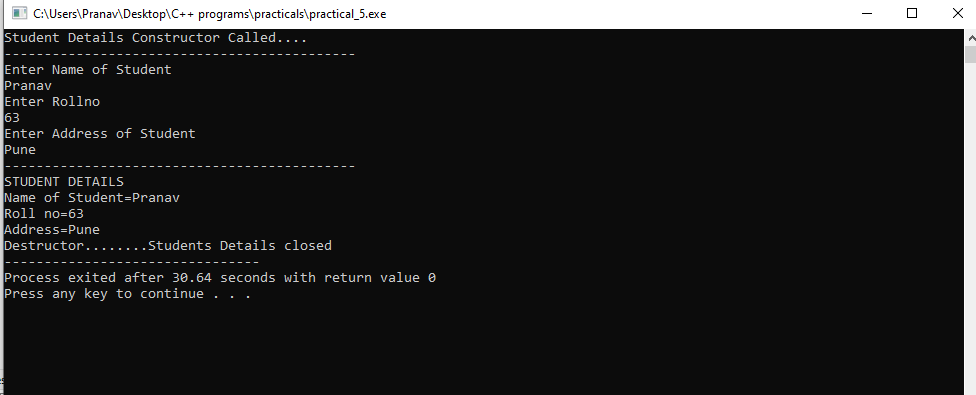 C:\Users\Pranav\Desktop\C++ programs\practicals\practical_5.exe
Student Details Constructor Called....
--------------------------------------------
Enter Name of Student
Pranav
Enter Rollno
63
Enter Address of Student
Pune
--------------------------------------------
STUDENT DETAILS
Name of Student=Pranav
Roll no=63
Address=Pune
Destructor........Students Details closed
--------------------------------
Process exited after 30.64 seconds with return value 0
Press any key to continue . . .